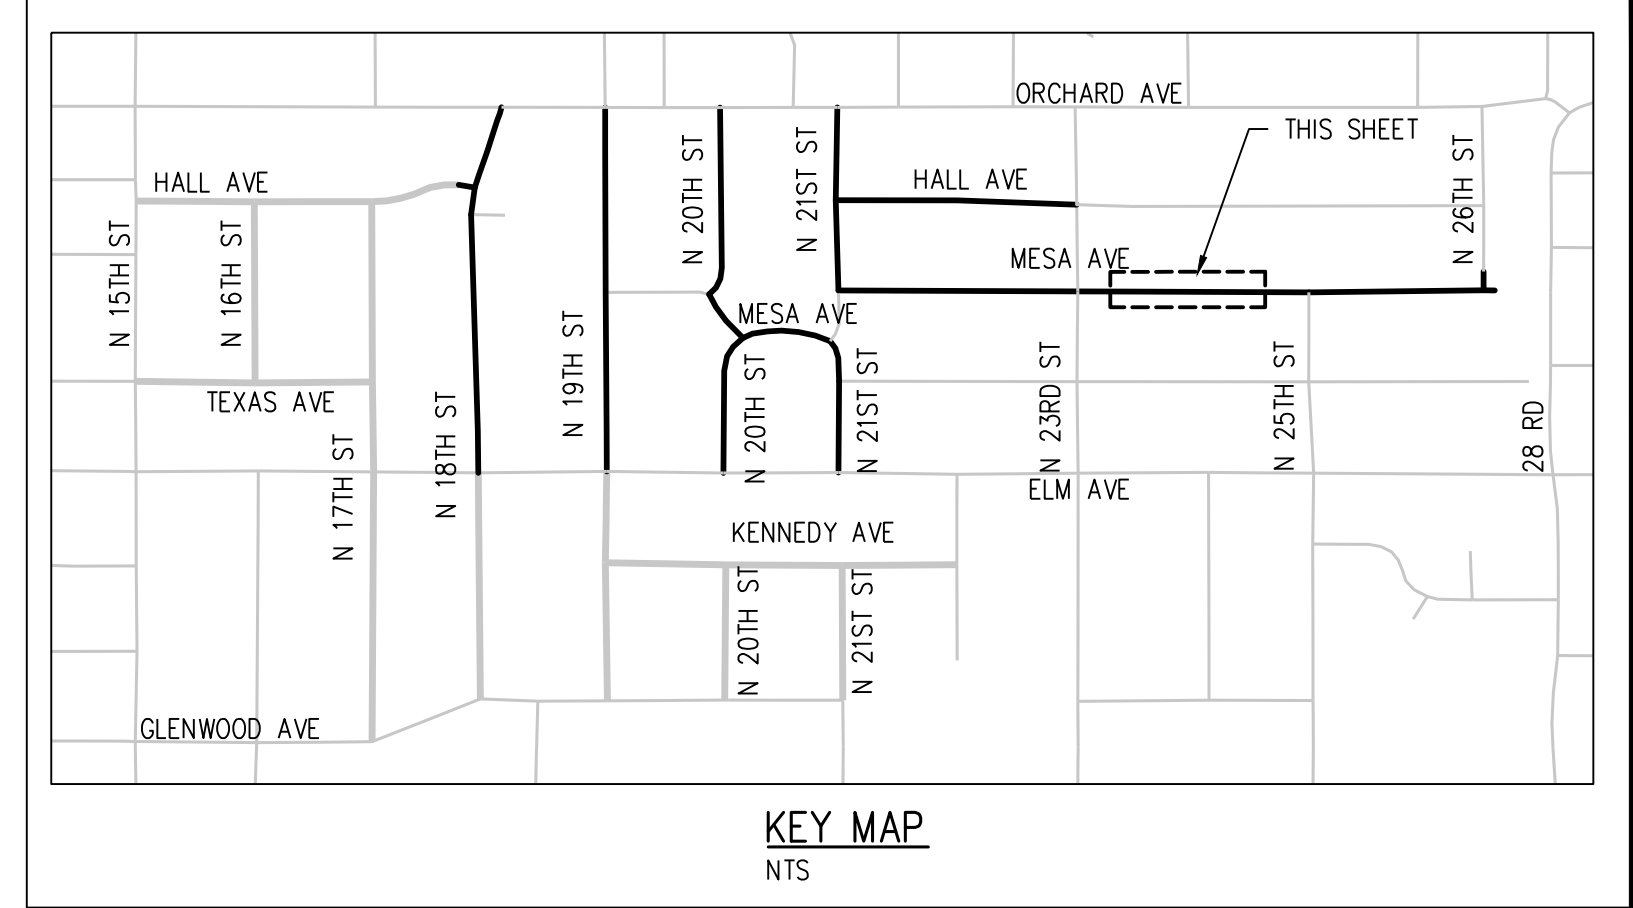 ORCHARD AVE
THIS SHEET
HALL AVE
HALL AVE
N 20TH ST
N 21ST ST
N 26TH ST
N 15TH ST
N 16TH ST
MESA AVE
MESA AVE
N 19TH ST
TEXAS AVE
N 18TH ST
N 20TH ST
N 21ST ST
N 23RD ST
N 25TH ST
28 RD
N 17TH ST
ELM AVE
KENNEDY AVE
N 20TH ST
N 21ST ST
GLENWOOD AVE
KEY MAP
NTS